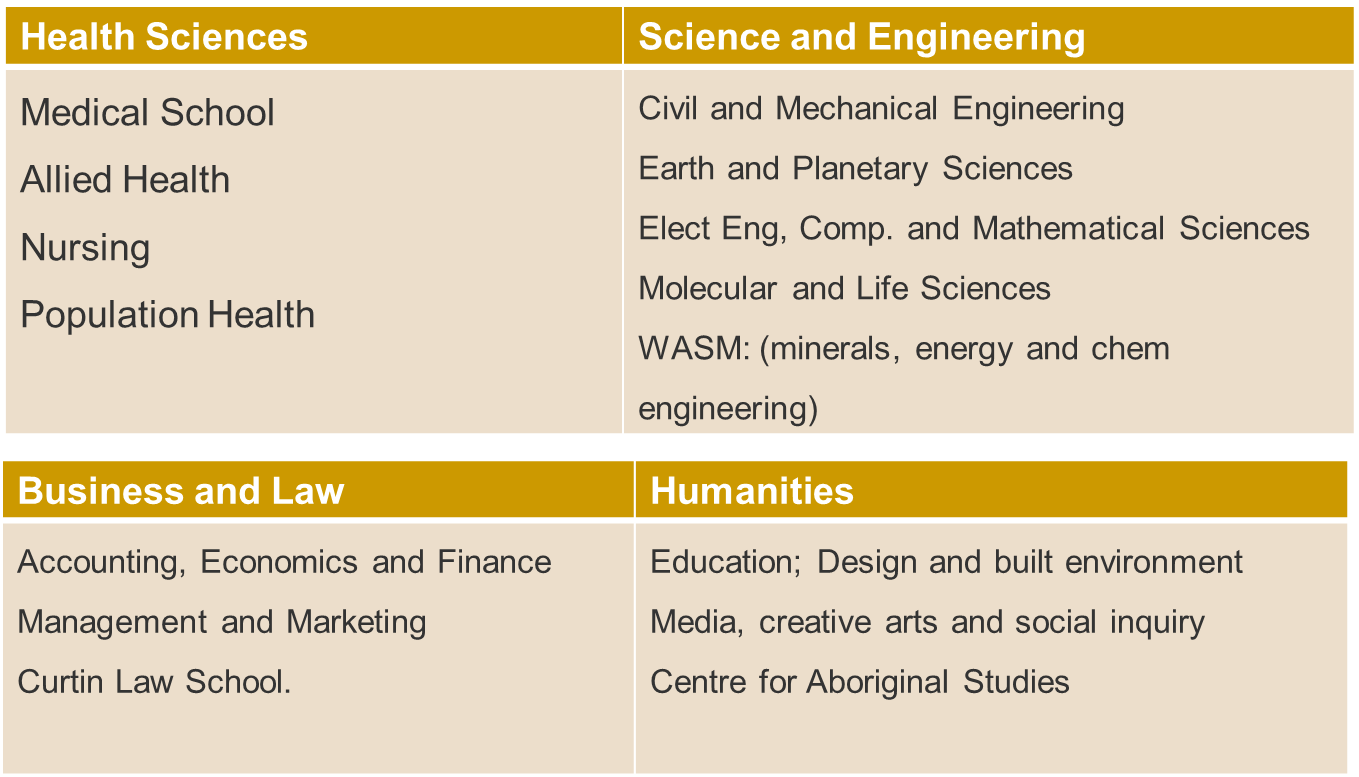 Health Sciences
Medical School
Allied Health
Nursing
Population Health
Science and Engineering
Civil and Mechanical Engineering
Earth and Planetary Sciences
Elect Eng, Comp. and Mathematical Sciences
Molecular and Life Sciences
WASM: (minerals, energy and chem
engineering)
Business and Law
Accounting, Economics and Finance
Management and Marketing
Curtin Law School.
Humanities
Education; Design and built environment
Media, creative arts and social inquiry
Centre for Aboriginal Studies